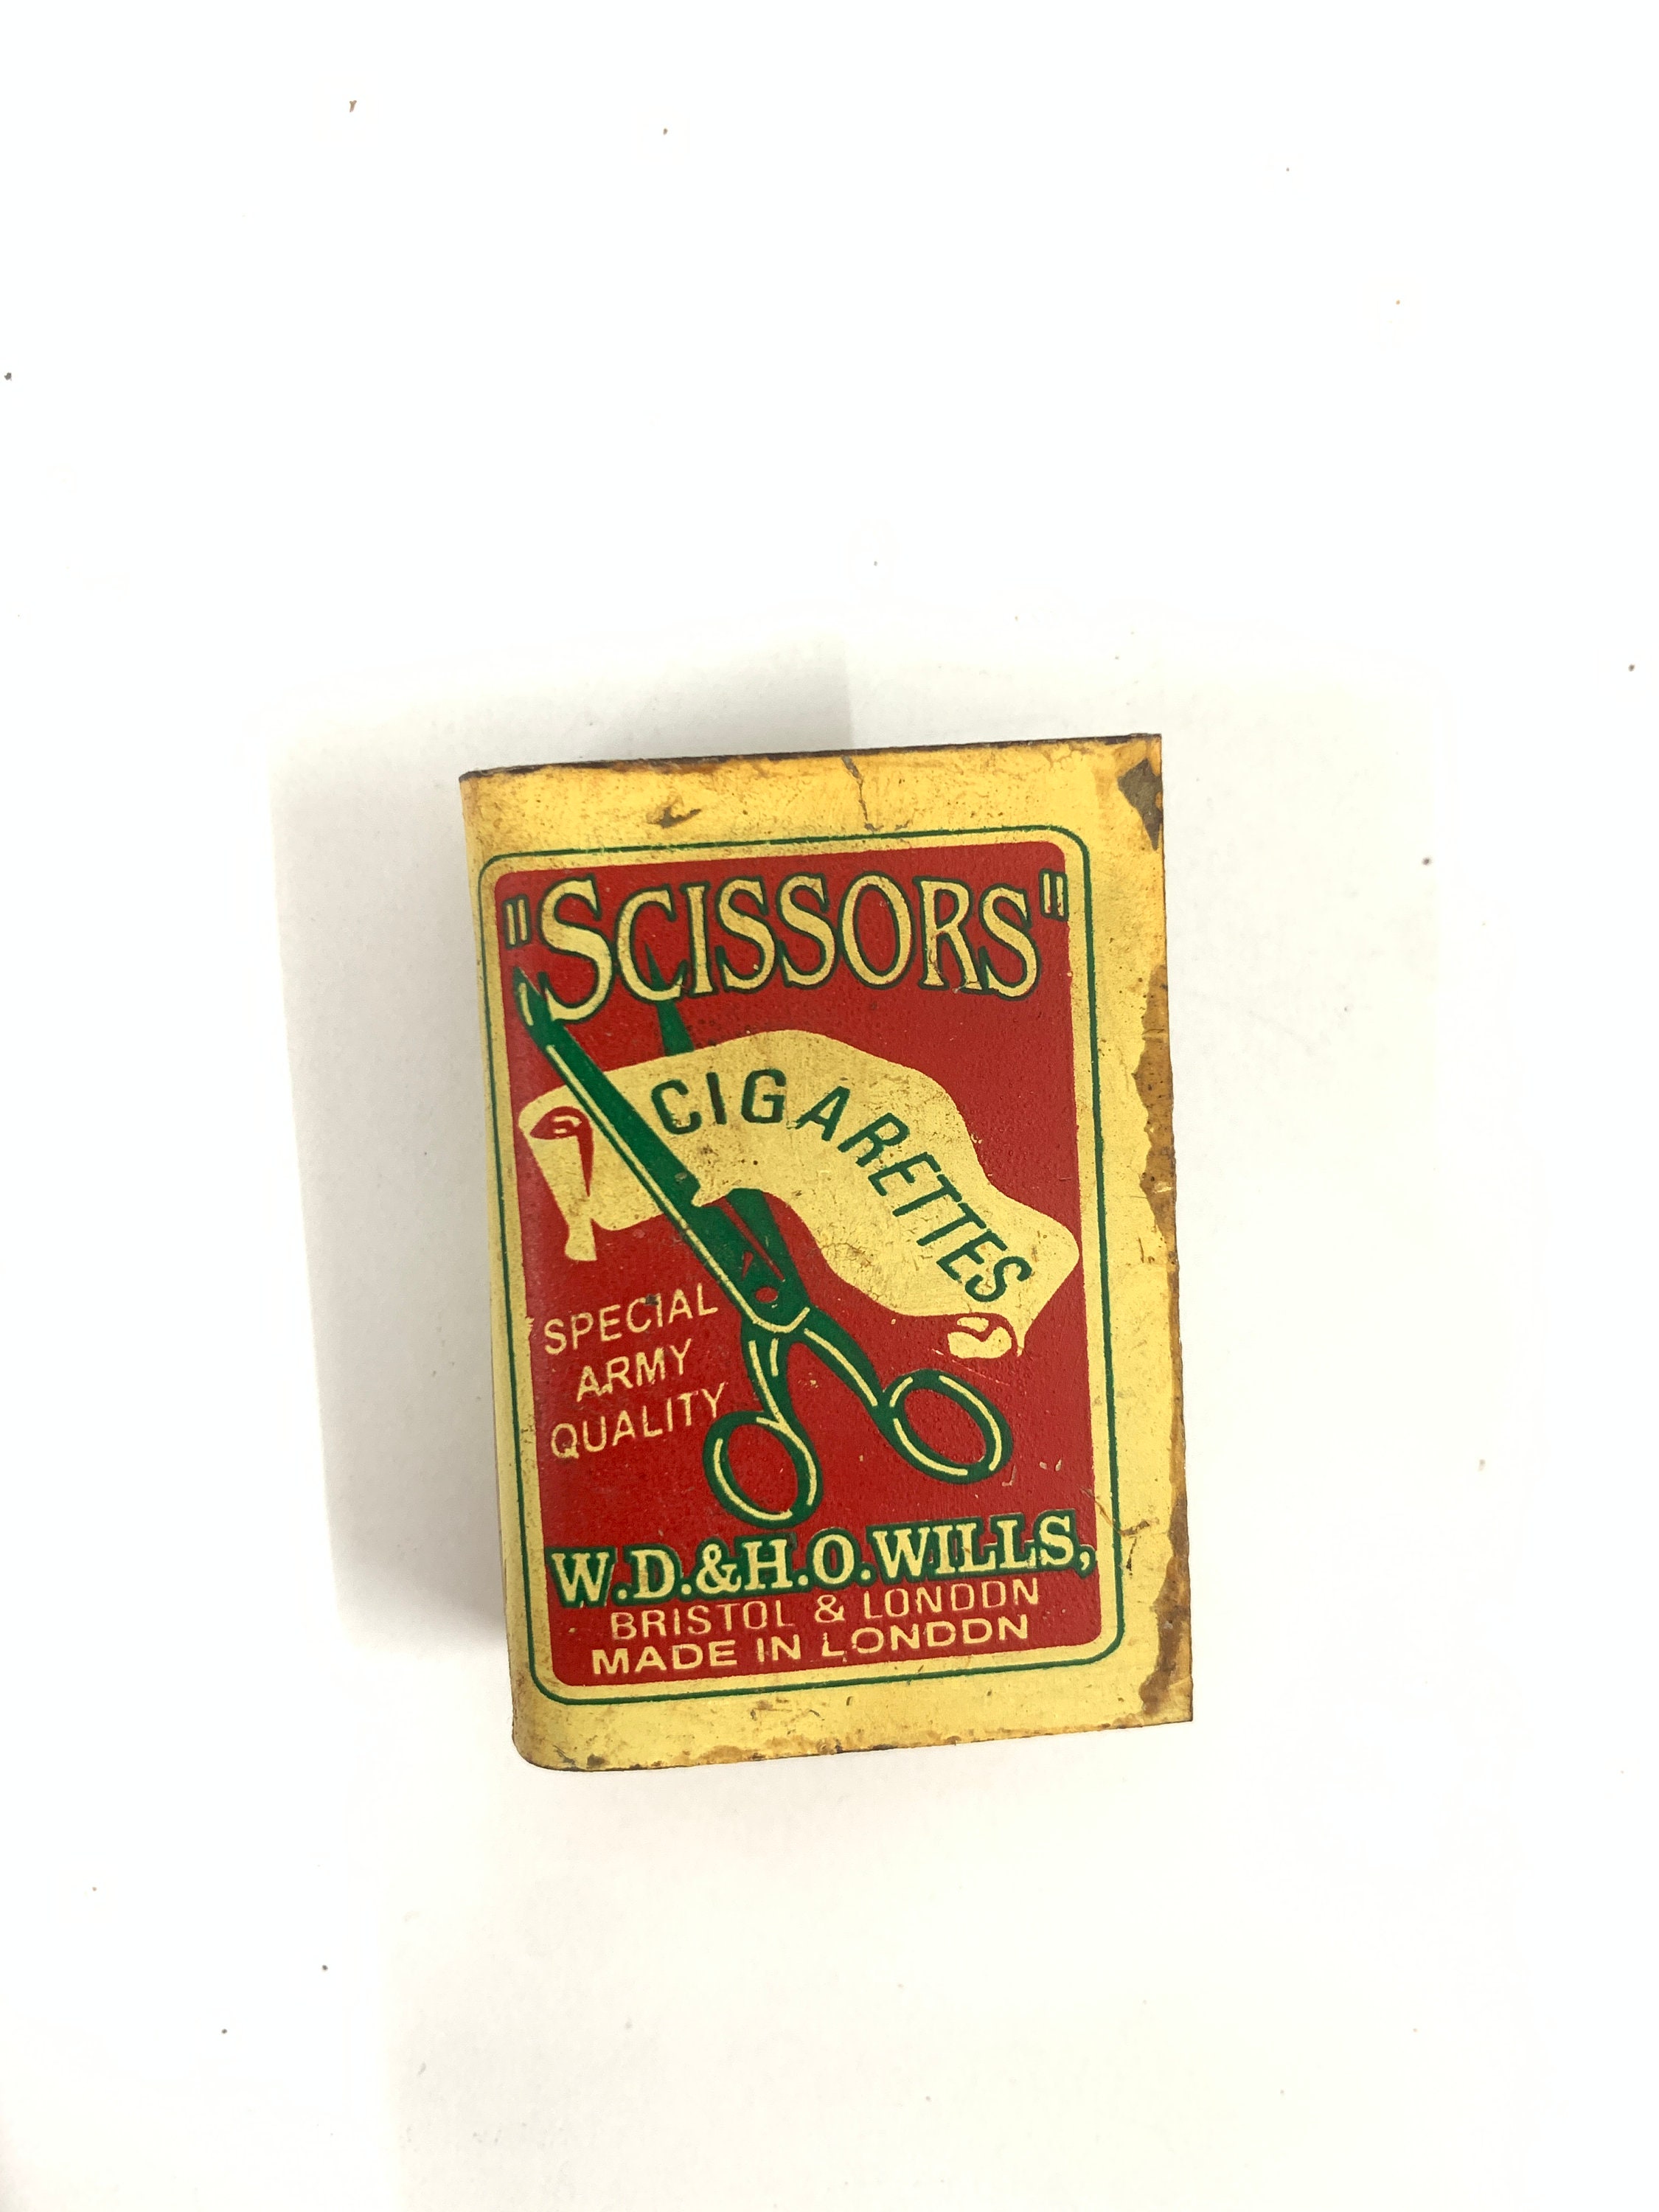 "SCISSORS"
CIGARETTES
SPECIAL
ARMY
QUALITY
W.D.&H.O.WILLS,
BRISTOL & LONDON
MADE IN LONDON